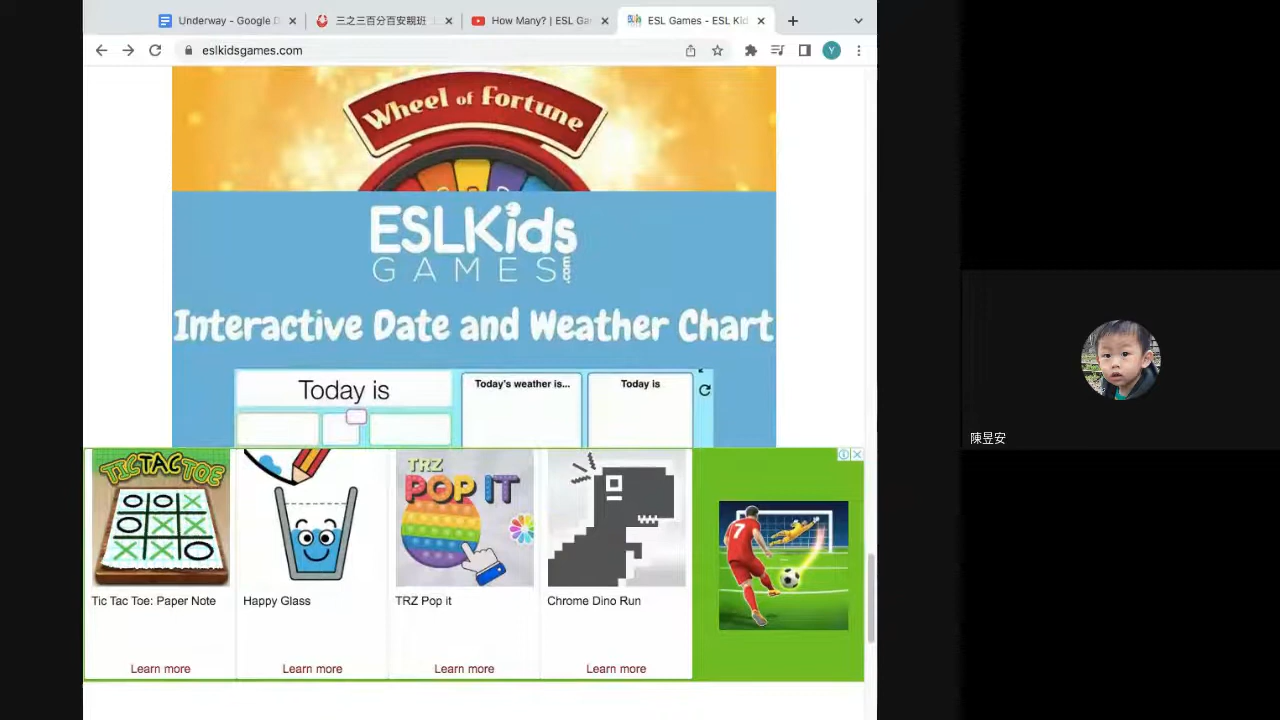 Underway - Google D
三之三百分百安親班
How Many? | ESL Gar
ESL Games - ESL Kid
eslkidsgames.com
Y
Wheel of Fortune
ESLKids
GAMES.com
Interactive Date and Weather Chart
Today is
Today's weather is...
Today is
TIC TAC TOE
TRZ
POP IT
7
Tic Tac Toe: Paper Note
Happy Glass
TRZ Pop it
Chrome Dino Run
Learn more
Learn more
Learn more
Learn more
陳昱安